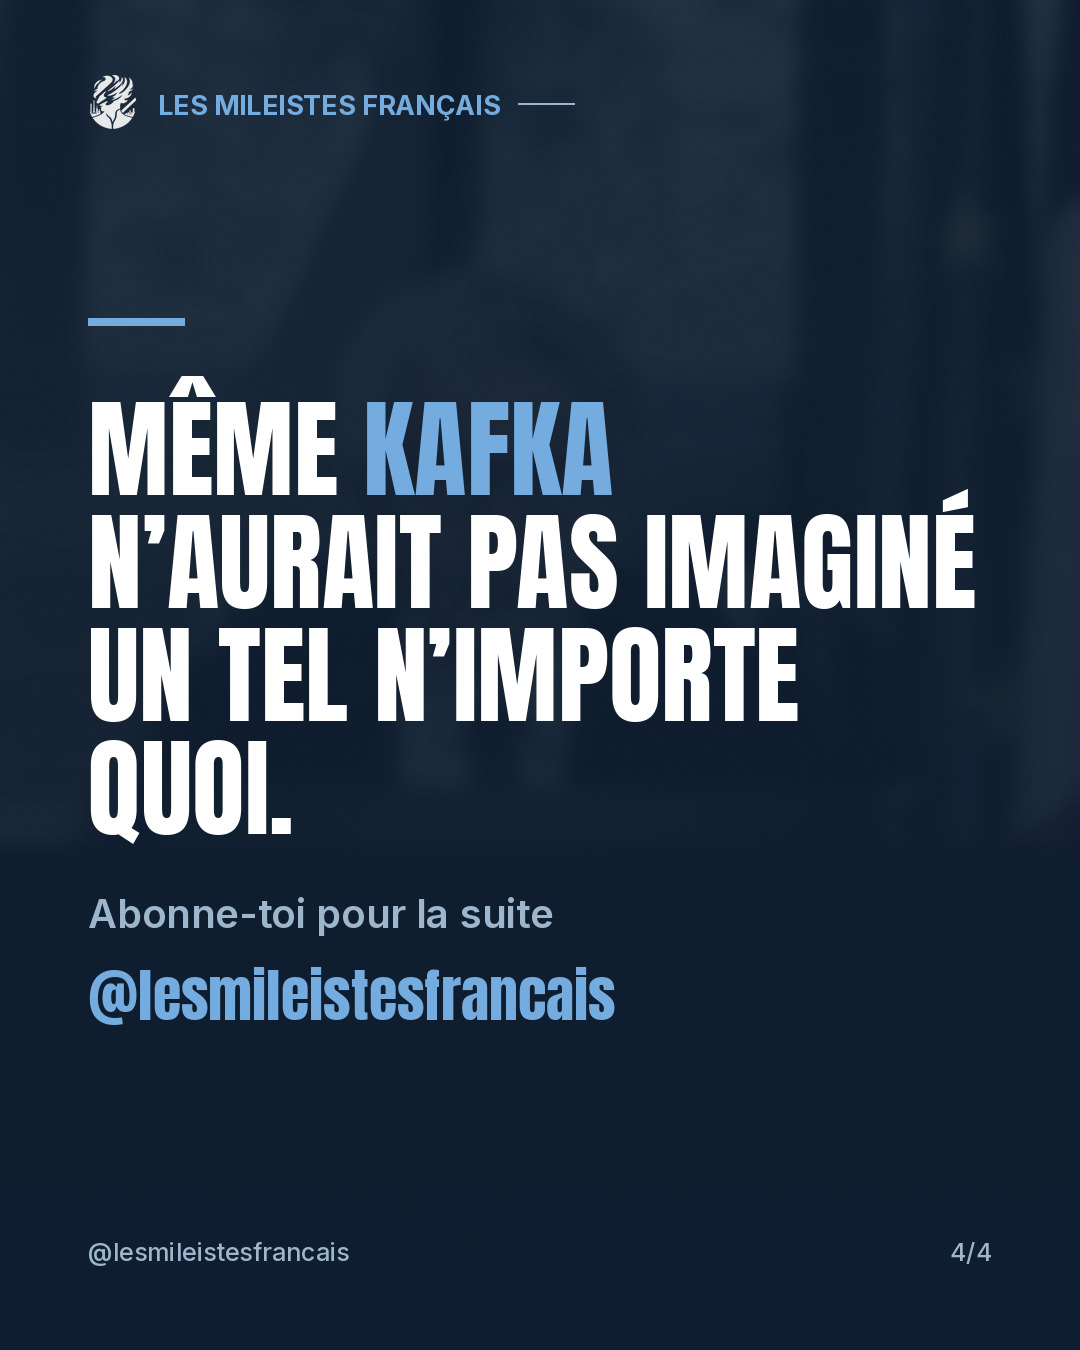 LES MILEISTES FRANÇAIS
MÊME KAFKA
N’AURAIT PAS IMAGINÉ
UN TEL N’IMPORTE
QUOI.
Abonne-toi pour la suite
@lesmileistesfrancais
@lesmileistesfrancais
4/4